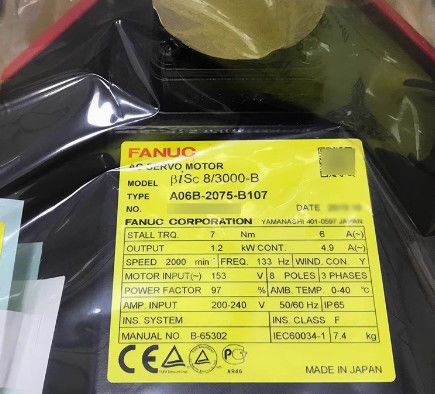 FANUC
AC SERVO MOTOR
MODEL βiSc 8/3000-B
TYPE A06B-2075-B107
NO. DATE
FANUC CORPORATION YAMANASHI 401-0597 JAPAN
STALL TRQ. 7 Nm 6 A(~)
OUTPUT 1.2 kW CONT. 4.9 A(~)
SPEED 2000 min⁻¹ FREQ. 133 Hz WIND. CON. Y
MOTOR INPUT(~) 153 V 8 POLES 3 PHASES
POWER FACTOR 97 % AMB. TEMP. 0-40 ℃
AMP. INPUT 200-240 V 50/60 Hz IP65
INS. SYSTEM INS. CLASS F
MANUAL NO. B-65302 IEC60034-1 7.4 kg
CE
A946
MADE IN JAPAN